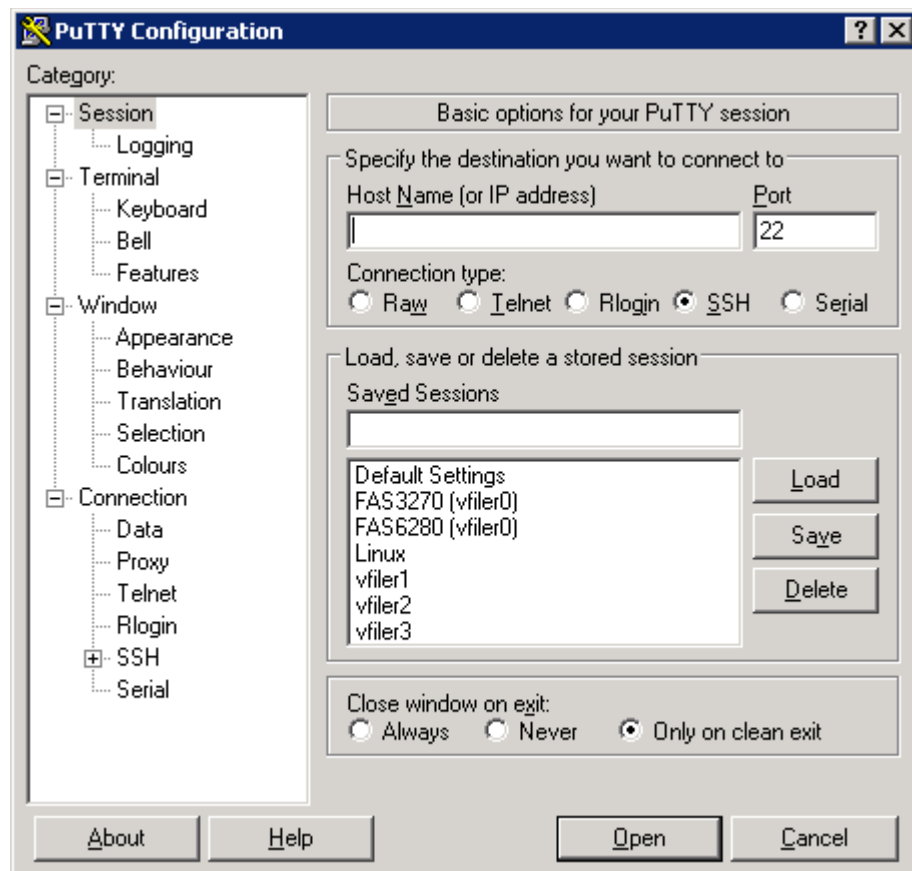 PuTTY Configuration
Category:
Session
Logging
Terminal
Keyboard
Bell
Features
Window
Appearance
Behaviour
Translation
Selection
Colours
Connection
Data
Proxy
Telnet
Rlogin
SSH
Serial
Basic options for your PuTTY session
Specify the destination you want to connect to
Host Name (or IP address) Port
22
Connection type:
Raw Telnet Rlogin SSH Serial
Load, save or delete a stored session
Saved Sessions
Default Settings
FAS3270 (vfiler0)
FAS6280 (vfiler0)
Linux
vfiler1
vfiler2
vfiler3
Load
Save
Delete
Close window on exit:
Always Never Only on clean exit
About Help Open Cancel